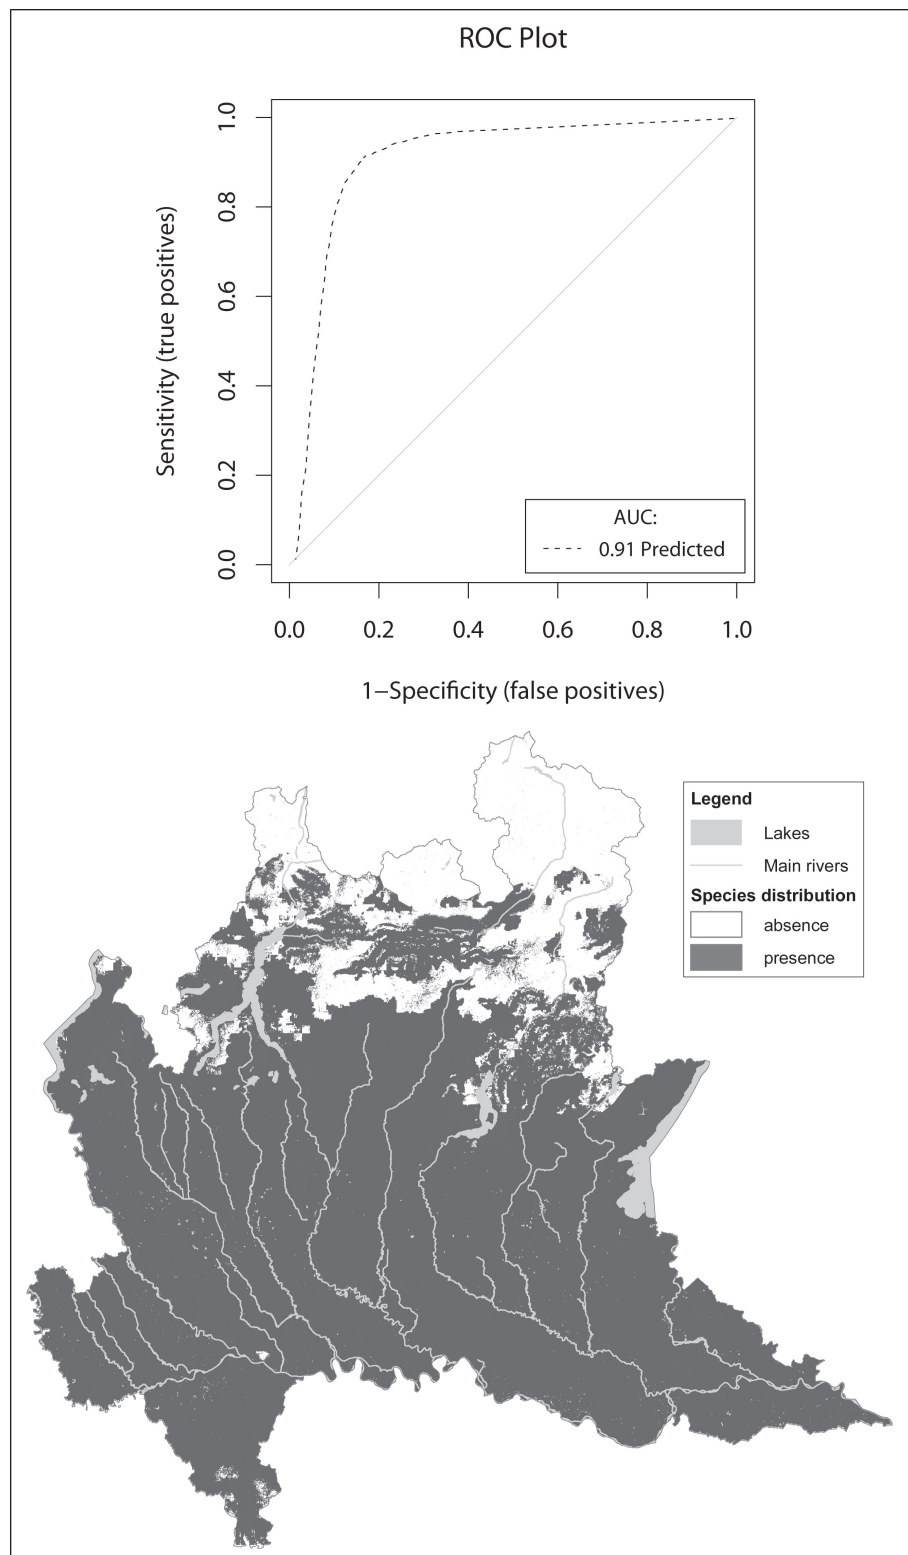 ROC Plot
1.0
0.8
0.6
0.4
0.2
0.0
Sensitivity (true positives)
AUC:
0.91 Predicted
0.0 0.2 0.4 0.6 0.8 1.0
1–Specificity (false positives)
Legend
Lakes
Main rivers
Species distribution
absence
presence